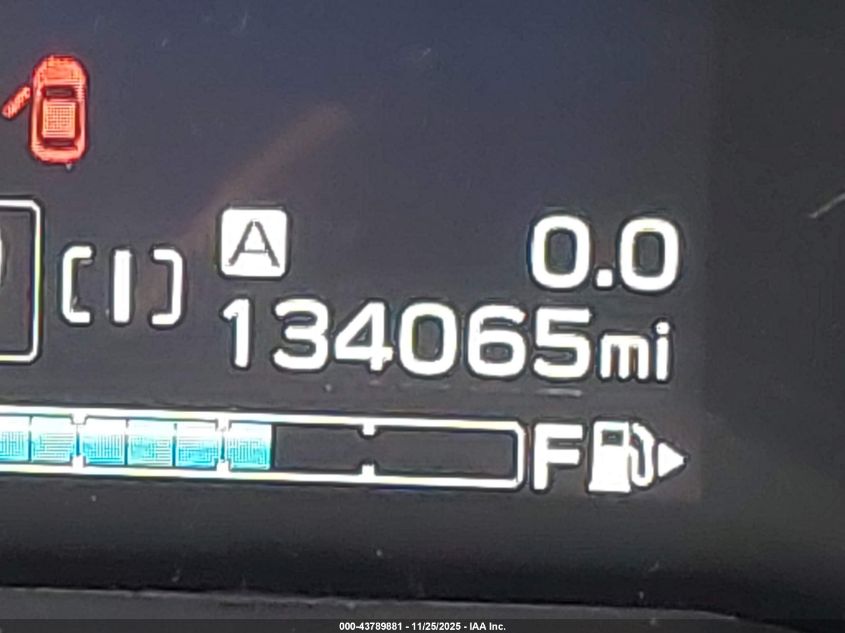 A 0.0
134065mi
F
000-43789881 - 11/25/2025 - IAA Inc.